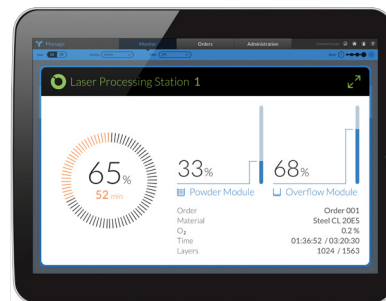 Manage
Monitor
Orders
Administration
Laser Processing Station 1
65%
52 min
33%
Powder Module
68%
Overflow Module
Order Order 001
Material Steel CL 20ES
O₂ 0.2 %
Time 01:36:52 / 03:20:30
Layers 1024 / 1563